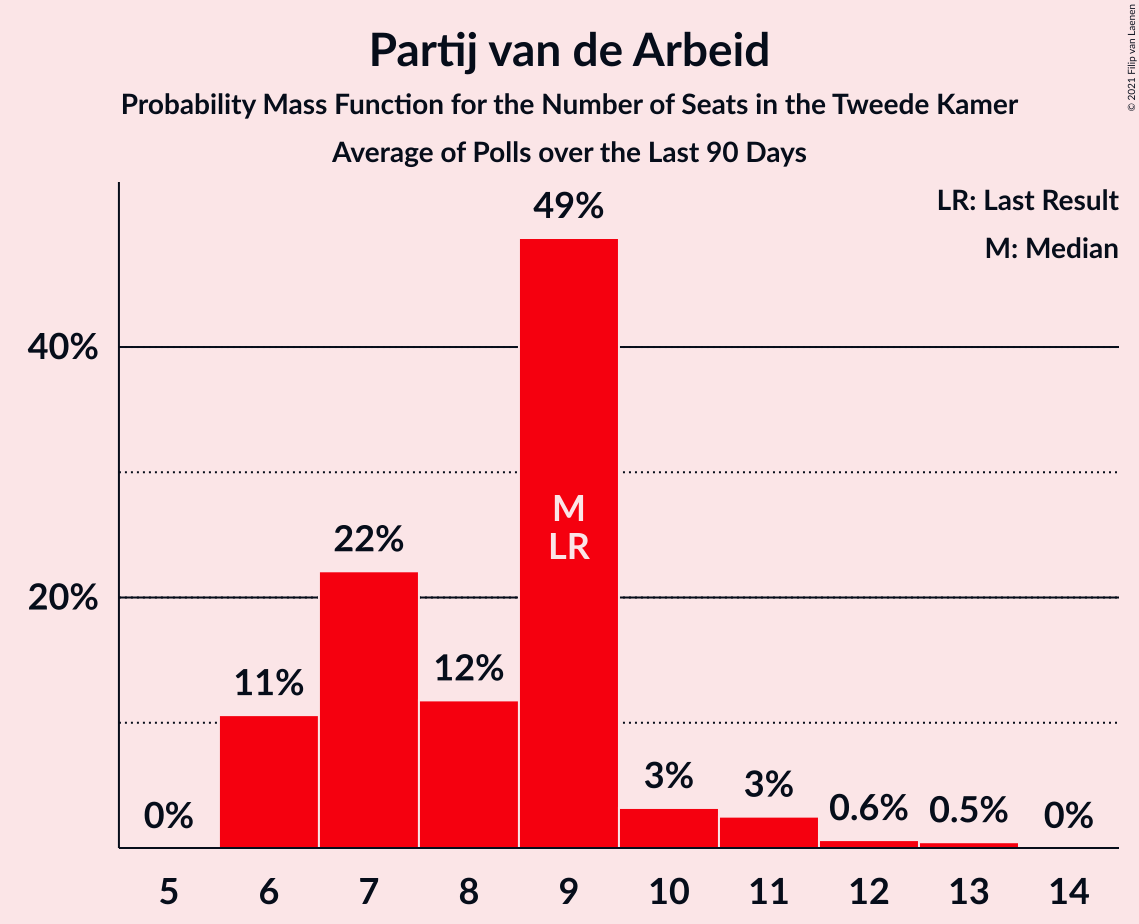 Partij van de Arbeid
Probability Mass Function for the Number of Seats in the Tweede Kamer
Average of Polls over the Last 90 Days
© 2021 Filip van Laenen
LR: Last Result
M: Median
49%
40%
M
LR
22%
20%
12%
11%
3%
3%
0.6%
0.5%
0%
0%
5 6 7 8 9 10 11 12 13 14